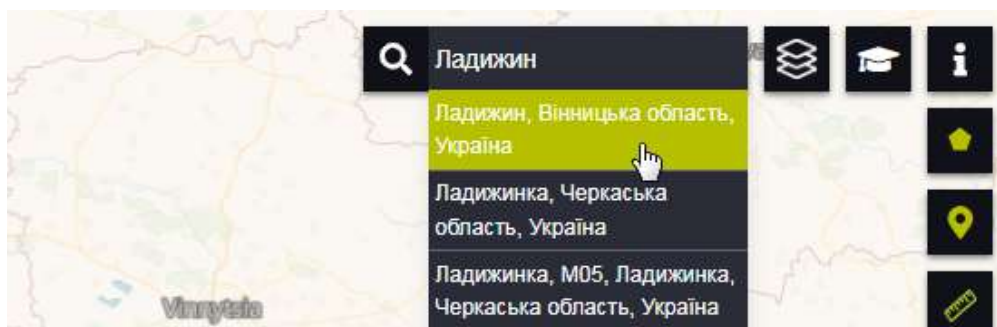 Ладижин
Ладижин, Вінницька область,
Україна
Ладижинка, Черкаська
область, Україна
Ладижинка, М05, Ладижинка,
Черкаська область, Україна
Vinnytsia